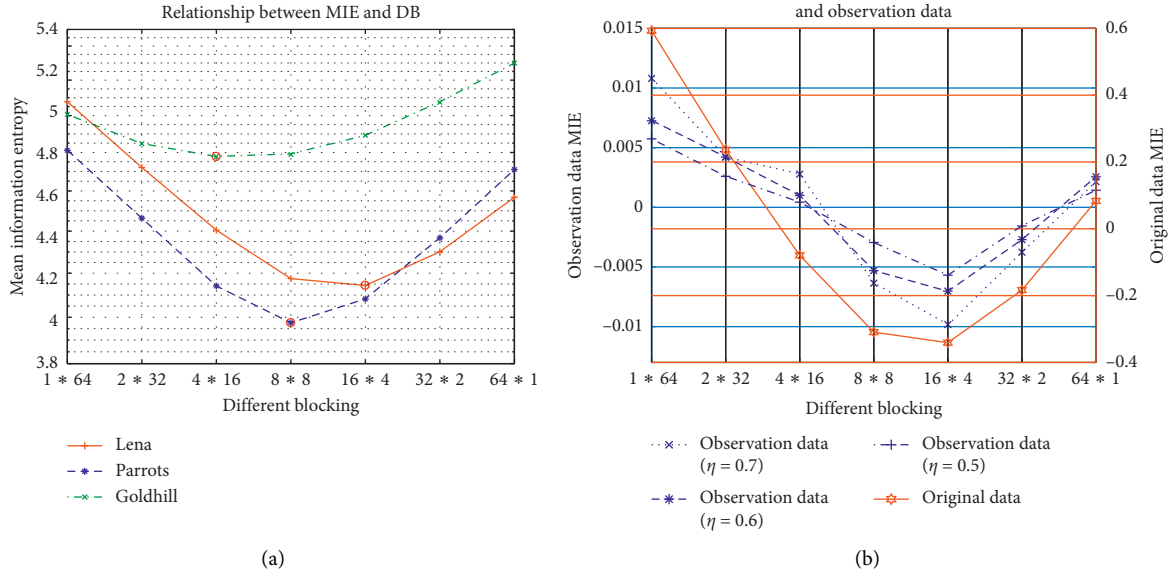 Relationship between MIE and DB
5.4
5.2
5
4.8
4.6
4.4
4.2
4
3.8
Mean information entropy
1 ∗ 64 2 ∗ 32 4 ∗ 16 8 ∗ 8 16 ∗ 4 32 ∗ 2 64 ∗ 1
Different blocking
Lena
Parrots
Goldhill
(a)
and observation data
0.015
0.01
0.005
0
−0.005
−0.01
Observation data MIE
0.6
0.4
0.2
0
−0.2
−0.4
Original data MIE
1 ∗ 64 2 ∗ 32 4 ∗ 16 8 ∗ 8 16 ∗ 4 32 ∗ 2 64 ∗ 1
Different blocking
Observation data
(η = 0.7)
Observation data
(η = 0.6)
Observation data
(η = 0.5)
Original data
(b)